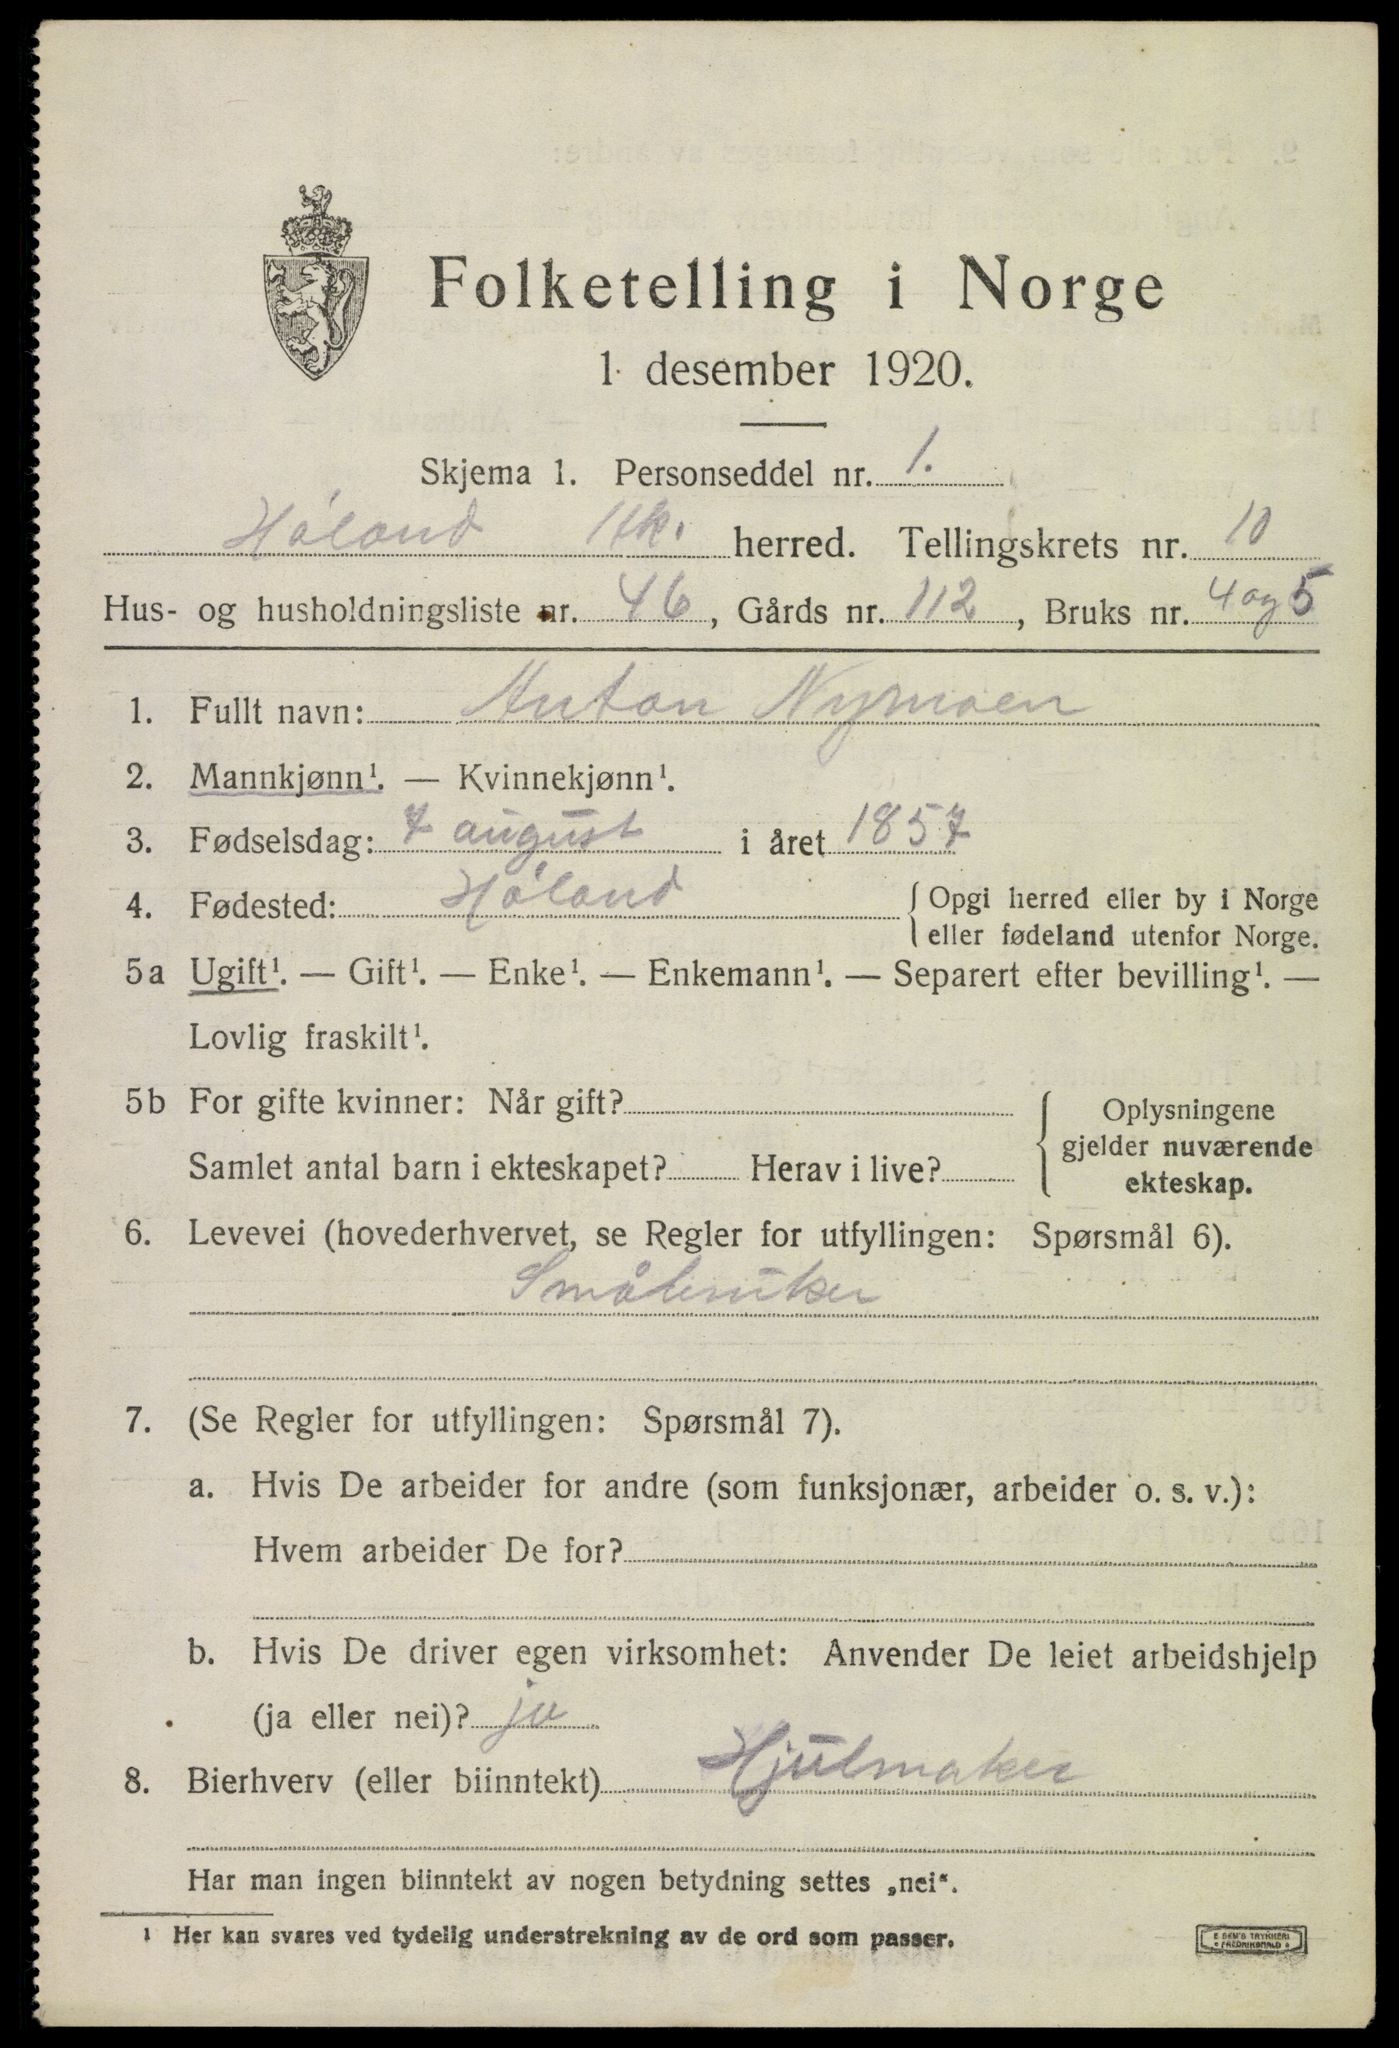 Folketelling i Norge
1. desember 1920.
Skjema 1. Personseddel nr. 1.
Høland Hk. herred. Tellingskrets nr. 10
Hus- og husholdningsliste nr. 46, Gårds nr. 112, Bruks nr. 4 og 5
1. Fullt navn: Anton Nymoen
2. Mannkjønn¹. — Kvinnekjønn¹.
3. Fødselsdag: 7 august i året 1857
4. Fødested: Høland { Opgi herred eller by i Norge
eller fødeland utenfor Norge.
5a Ugift¹. — Gift¹. — Enke¹. — Enkemann¹. — Separert efter bevilling¹. —
Lovlig fraskilt¹.
5b For gifte kvinner: Når gift? { Oplysningene
gjelder nuværende
ekteskap.
Samlet antal barn i ekteskapet? Herav i live?
6. Levevei (hovederhvervet, se Regler for utfyllingen: Spørsmål 6).
Småbruker
7. (Se Regler for utfyllingen: Spørsmål 7).
a. Hvis De arbeider for andre (som funksjonær, arbeider o. s. v.):
Hvem arbeider De for?
b. Hvis De driver egen virksomhet: Anvender De leiet arbeidshjelp
(ja eller nei)? ja
8. Bierhverv (eller biinntekt) Hjulmaker
Har man ingen biinntekt av nogen betydning settes „nei“.
1 Her kan svares ved tydelig understrekning av de ord som passer.